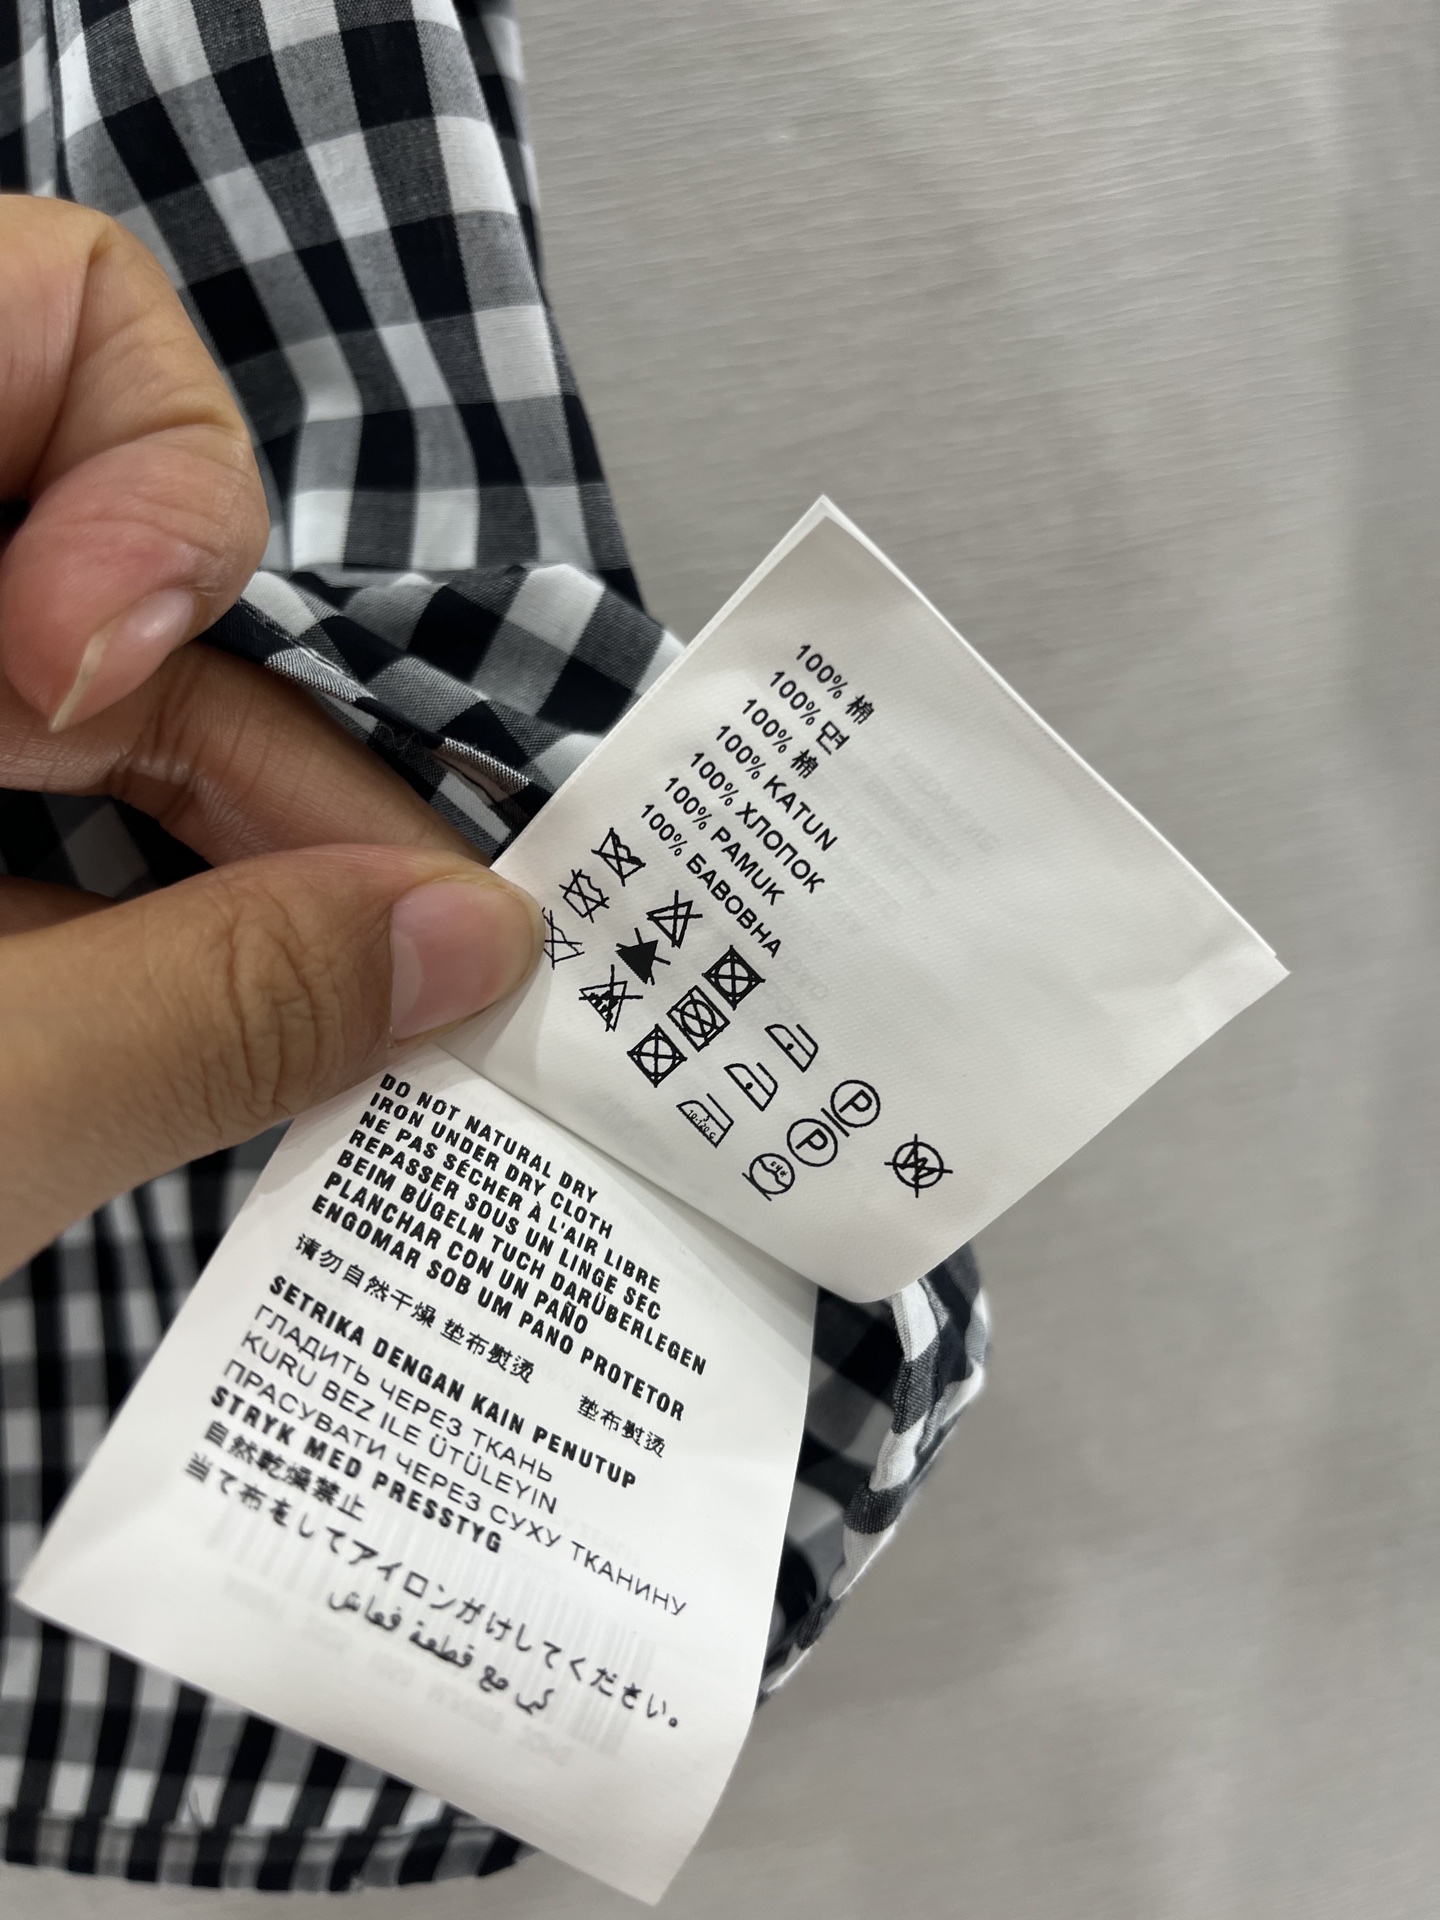 100% 棉
100% 면
100% 棉
100% KATUN
100% ХЛОПОК
100% PAMUK
100% БАВОВНА
P
P
DO NOT NATURAL DRY
IRON UNDER DRY CLOTH
NE PAS SÉCHER À L'AIR LIBRE
REPASSER SOUS UN LINGE SEC
BEIM BÜGELN TUCH DARÜBERLEGEN
PLANCHAR CON UN PAÑO
ENGOMAR SOB UM PANO PROTETOR
请勿自然干燥 垫布熨烫 垫布熨烫
SETRIKA DENGAN KAIN PENUTUP
ГЛАДИТЬ ЧЕРЕЗ ТКАНЬ
KURU BEZ ILE ÜTÜLEYIN
ПРАСУВАТИ ЧЕРЕЗ СУХУ ТКАНИНУ
STRYK MED PRESSTYG
自然乾燥禁止
当て布をしてアイロンがけしてください。
كي مع قطعة قماش